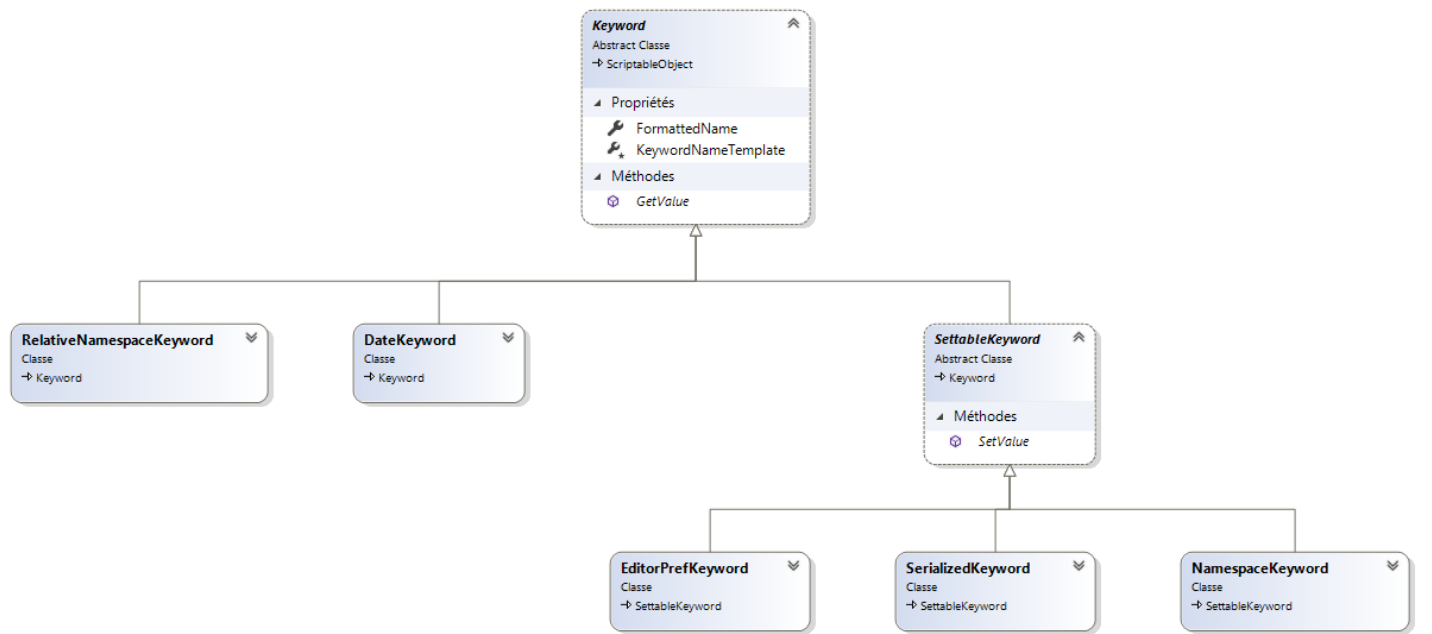 Keyword
Abstract Classe
ScriptableObject
Propriétés
FormattedName
KeywordNameTemplate
Méthodes
GetValue
RelativeNamespaceKeyword
Classe
Keyword
DateKeyword
Classe
Keyword
SettableKeyword
Abstract Classe
Keyword
Méthodes
SetValue
EditorPrefKeyword
Classe
SettableKeyword
SerializedKeyword
Classe
SettableKeyword
NamespaceKeyword
Classe
SettableKeyword